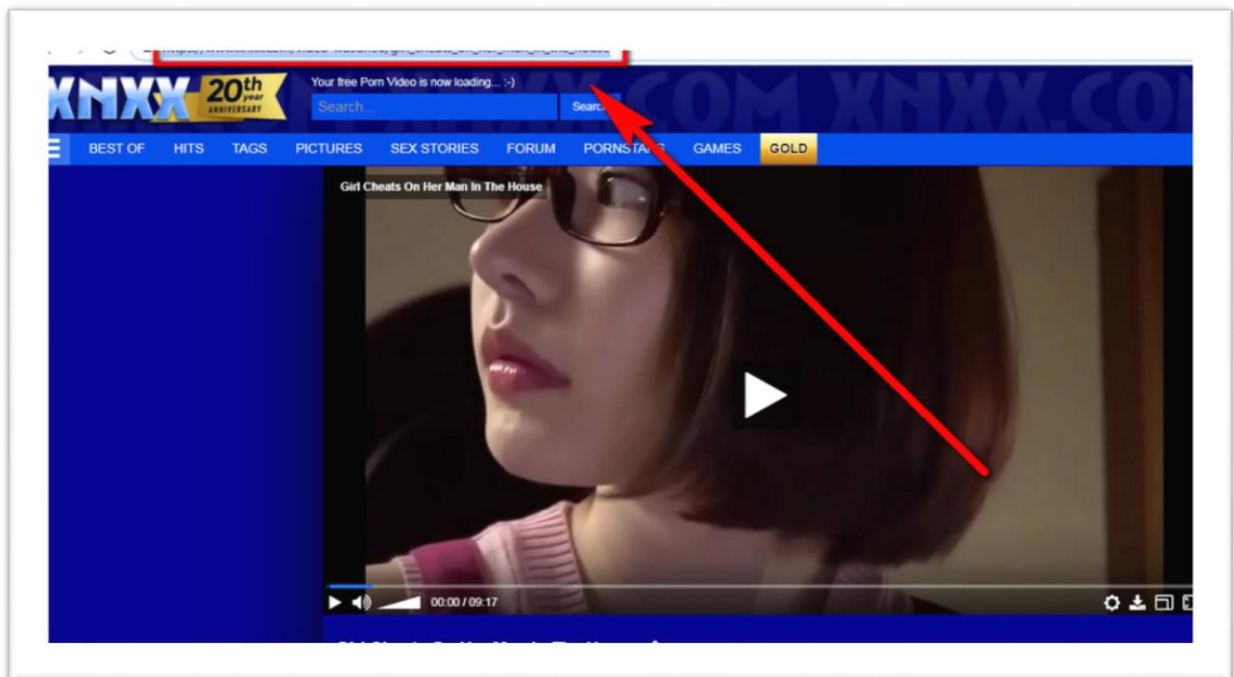 XNXX 20th year ANNIVERSARY
Your free Porn Video is now loading... :-)
Search...
BEST OF HITS TAGS PICTURES SEX STORIES FORUM PORNSTARS GAMES GOLD
Girl Cheats On Her Man In The House
00:00 / 09:17